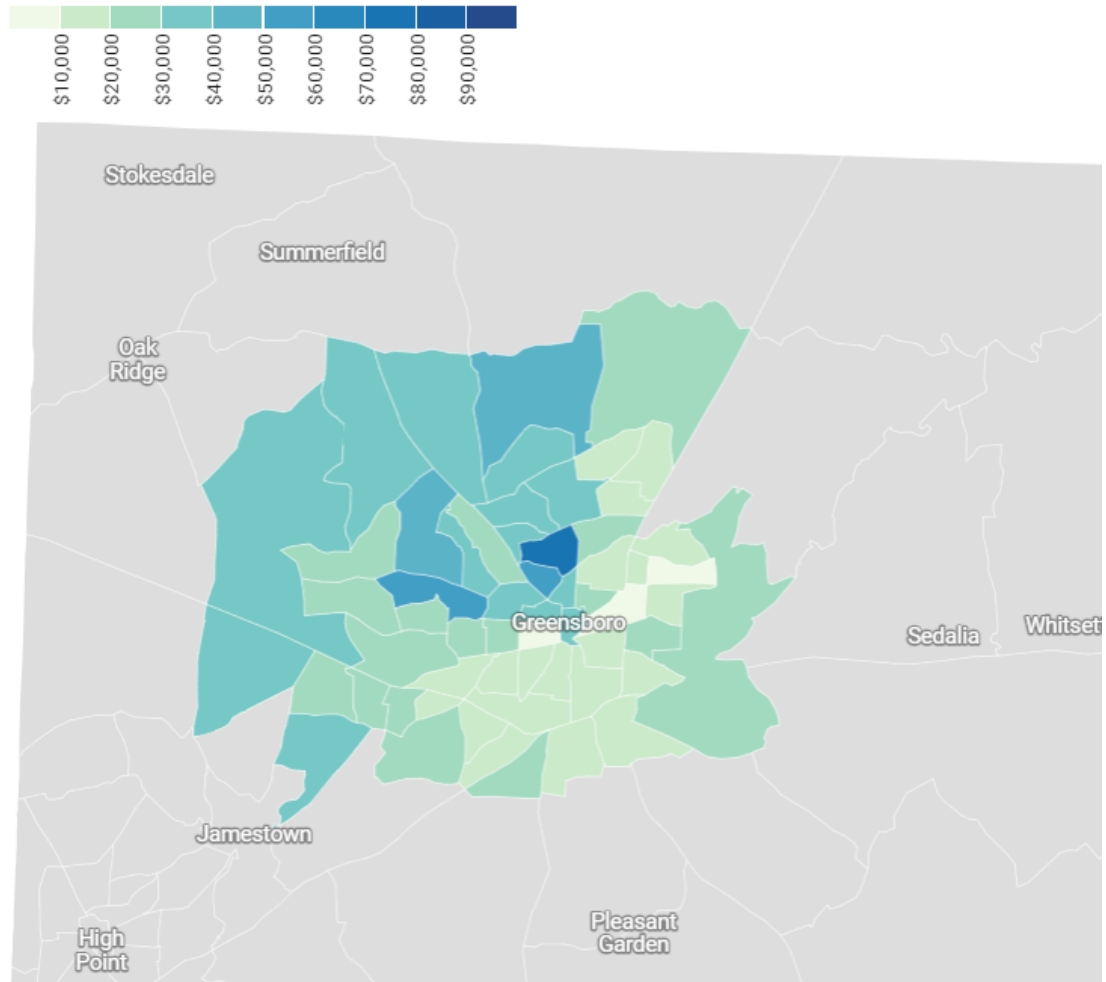 $10,000
$20,000
$30,000
$40,000
$50,000
$60,000
$70,000
$80,000
$90,000
Stokesdale
Summerfield
Oak
Ridge
Greensboro
Sedalia
Whitsett
Jamestown
Pleasant
Garden
High
Point